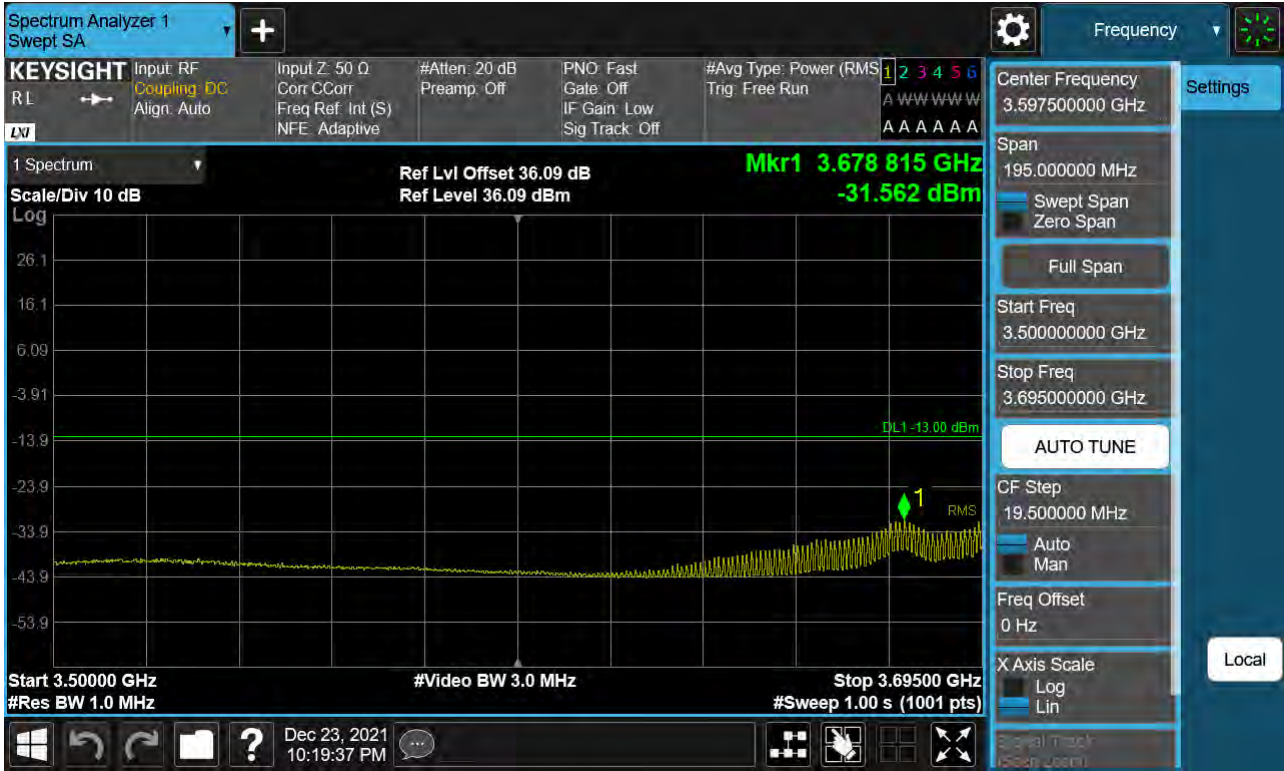 Spectrum Analyzer 1
Swept SA
Frequency
KEYSIGHT
R L
LXI
Input: RF
Coupling: DC
Align: Auto
Input Z: 50 Ω
Corr CCorr
Freq Ref: Int (S)
NFE: Adaptive
#Atten: 20 dB
Preamp: Off
PNO: Fast
Gate: Off
IF Gain: Low
Sig Track: Off
#Avg Type: Power (RMS
Trig: Free Run
1 2 3 4 5 6
A W W W W W
A A A A A A
1 Spectrum
Scale/Div 10 dB
Log
Ref Lvl Offset 36.09 dB
Ref Level 36.09 dBm
Mkr1 3.678 815 GHz
-31.562 dBm
26.1
16.1
6.09
-3.91
-13.9
-23.9
-33.9
-43.9
-53.9
DL1 -13.00 dBm
1
RMS
Start 3.50000 GHz
#Res BW 1.0 MHz
#Video BW 3.0 MHz
Stop 3.69500 GHz
#Sweep 1.00 s (1001 pts)
Center Frequency
3.597500000 GHz
Settings
Span
195.000000 MHz
Swept Span
Zero Span
Full Span
Start Freq
3.500000000 GHz
Stop Freq
3.695000000 GHz
AUTO TUNE
CF Step
19.500000 MHz
Auto
Man
Freq Offset
0 Hz
X Axis Scale
Log
Lin
Signal Track
(Span Zoom)
Local
?
Dec 23, 2021
10:19:37 PM